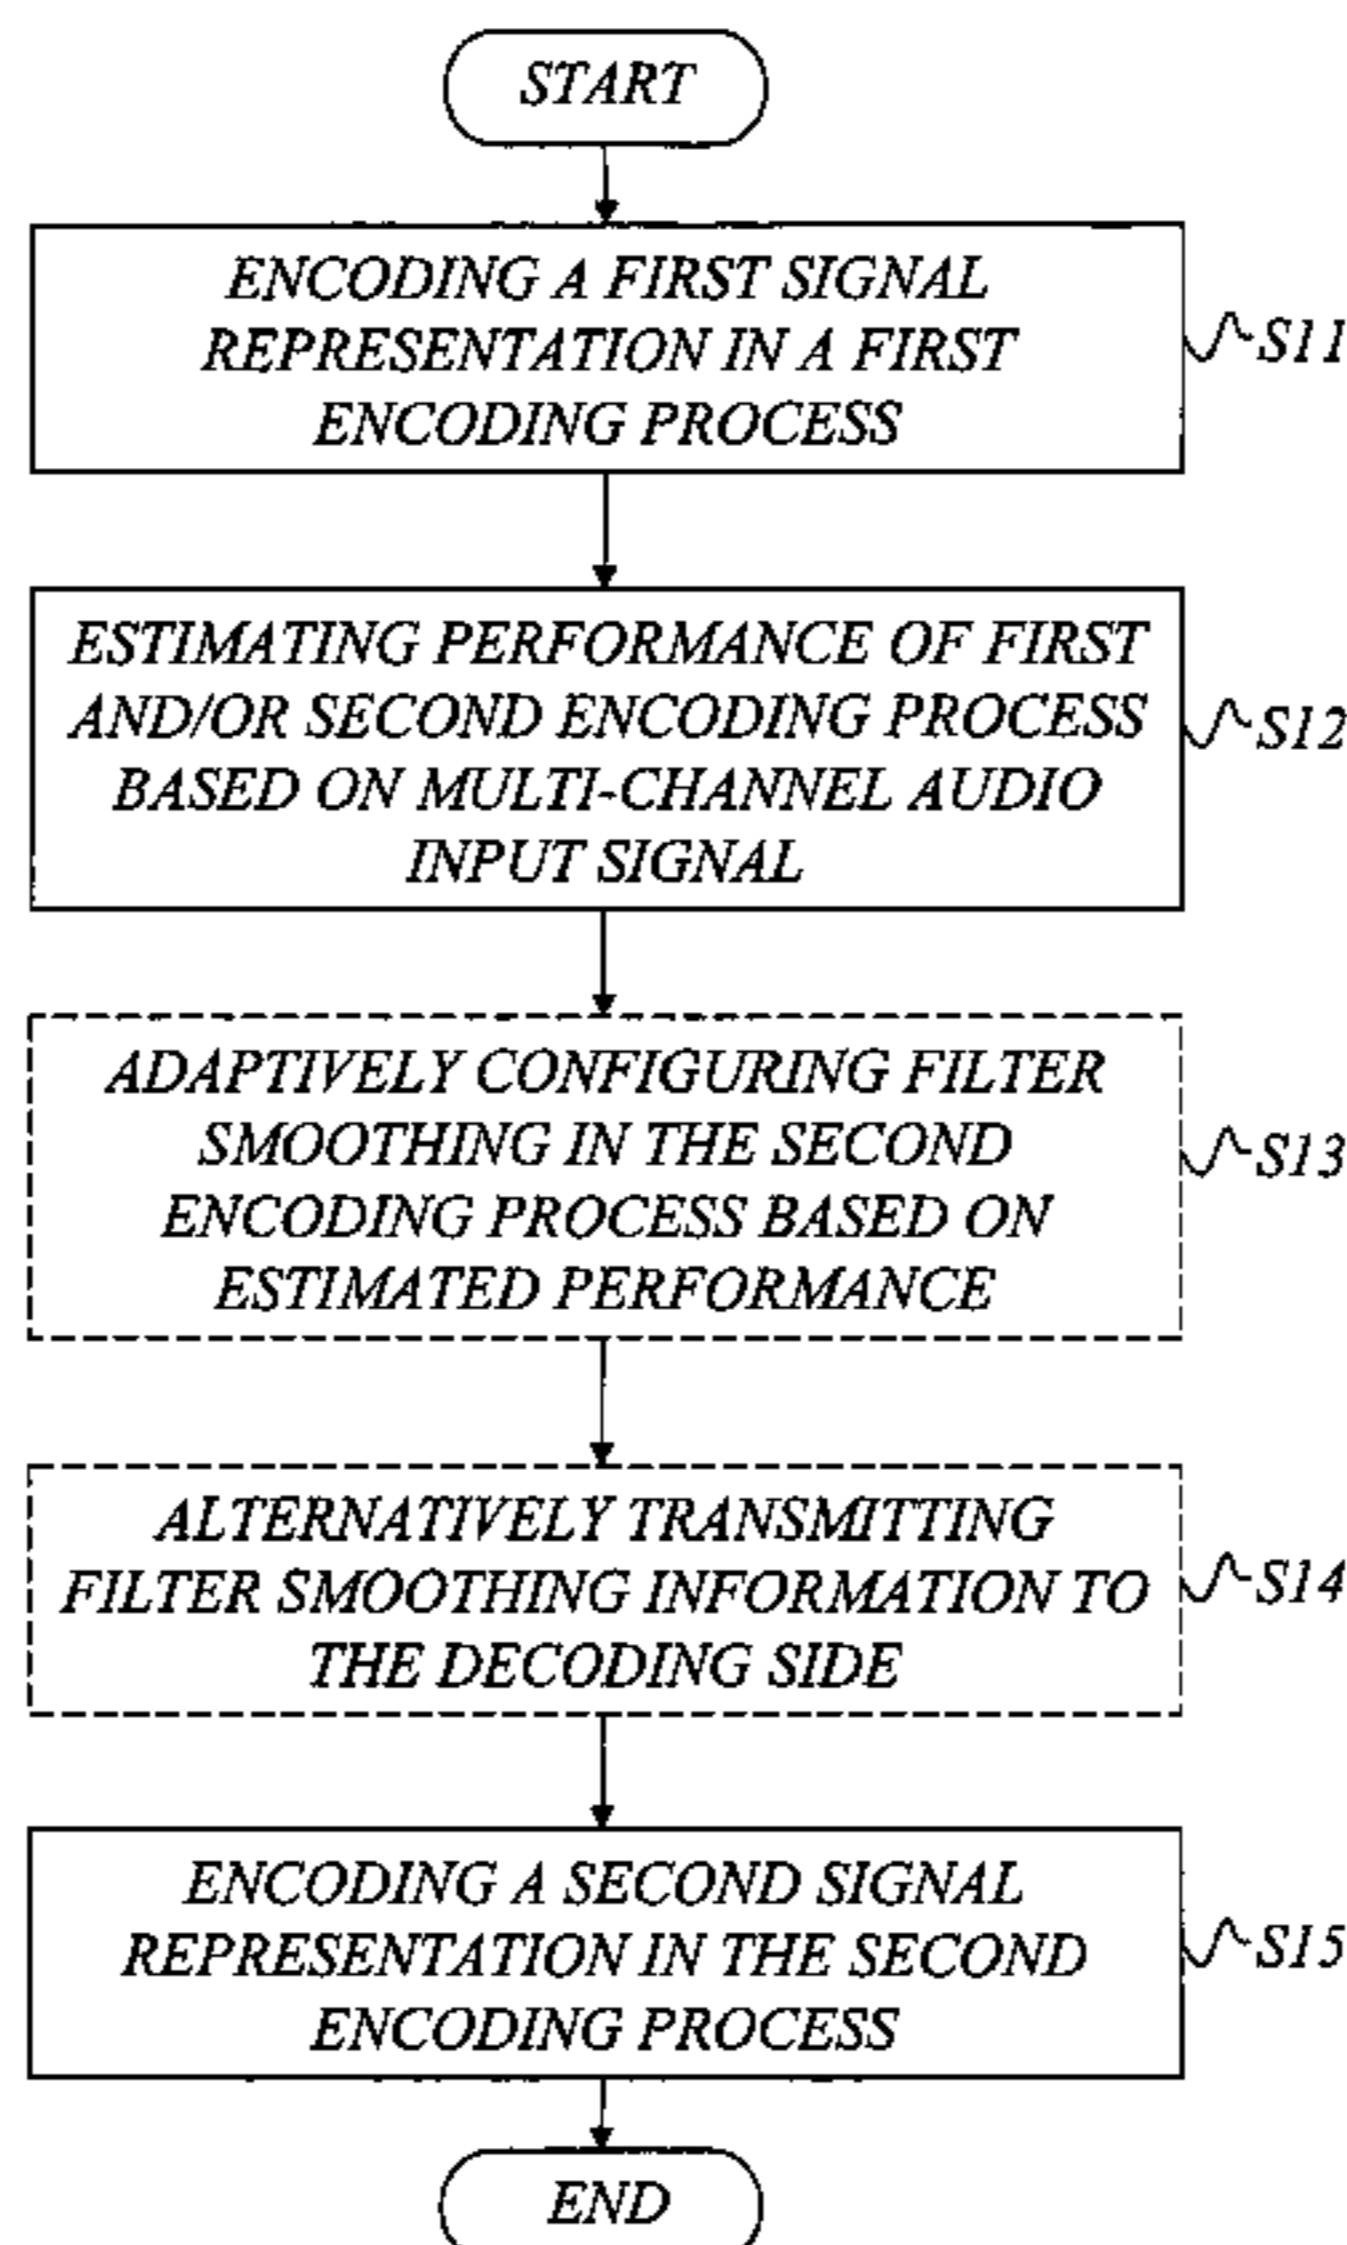 START
ENCODING A FIRST SIGNAL
REPRESENTATION IN A FIRST
ENCODING PROCESS
S11
ESTIMATING PERFORMANCE OF FIRST
AND/OR SECOND ENCODING PROCESS
BASED ON MULTI-CHANNEL AUDIO
INPUT SIGNAL
S12
ADAPTIVELY CONFIGURING FILTER
SMOOTHING IN THE SECOND
ENCODING PROCESS BASED ON
ESTIMATED PERFORMANCE
S13
ALTERNATIVELY TRANSMITTING
FILTER SMOOTHING INFORMATION TO
THE DECODING SIDE
S14
ENCODING A SECOND SIGNAL
REPRESENTATION IN THE SECOND
ENCODING PROCESS
S15
END